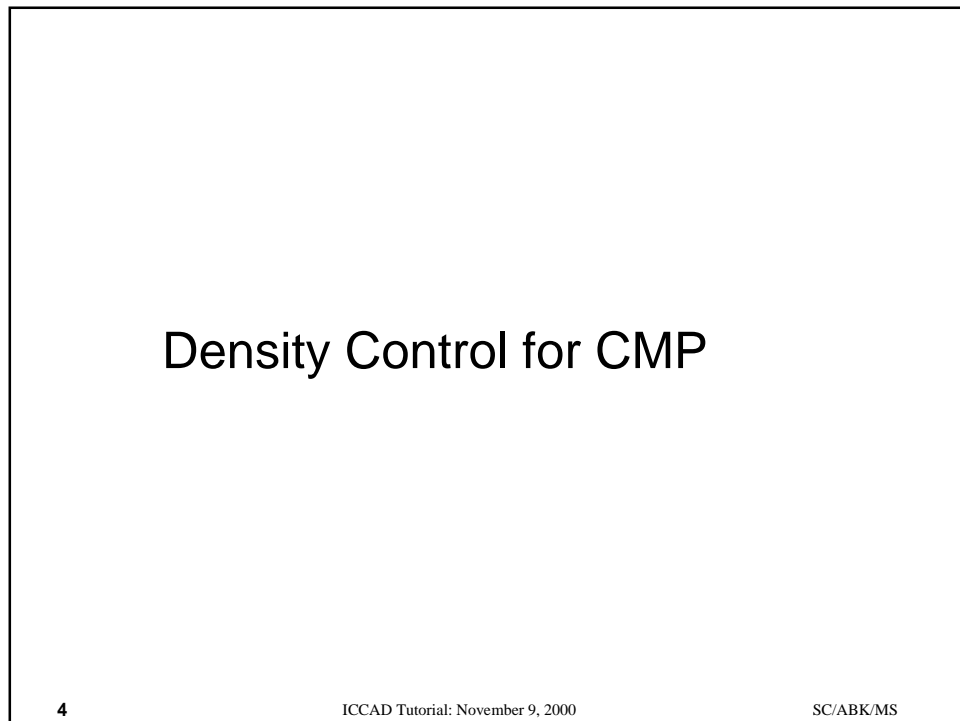 Density Control for CMP
4 ICCAD Tutorial: November 9, 2000 SC/ABK/MS